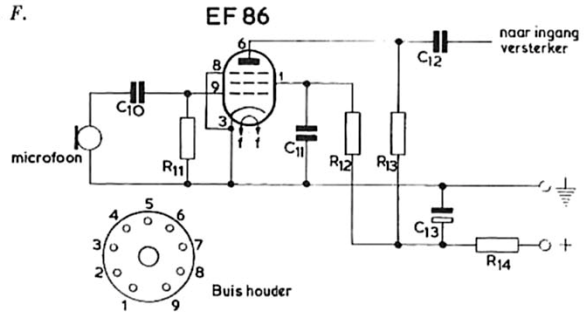 F.
EF 86
naar ingang
versterker
6
8
9
1
3
f f
C10
C12
microfoon
R11
C11
R12
R13
C13
R14
+
5
4 6
3 7
2 8
1 9
Buis houder